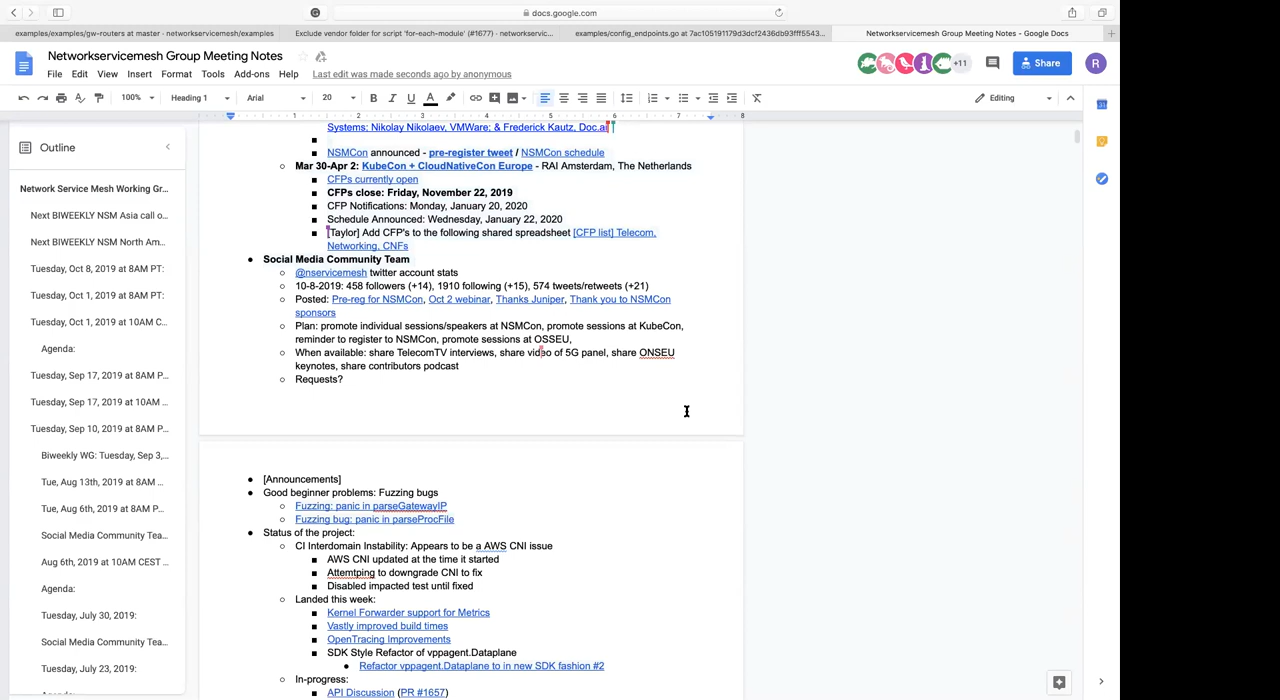 docs.google.com
examples/examples/gw-routers at master · networkservicemesh/examples
Exclude vendor folder for script 'for-each-module' (#1677) · networkservic...
examples/config_endpoints.go at 7ac105191179d3dcf2436db93fff5543...
Networkservicemesh Group Meeting Notes - Google Docs
Networkservicemesh Group Meeting Notes
File Edit View Insert Format Tools Add-ons Help Last edit was made seconds ago by anonymous
+11
Share
R
100% Heading 1 Arial 20 B I U A Editing
1 2 3 4 5 6 7 8
Outline
Network Service Mesh Working Gr...
Next BIWEEKLY NSM Asia call o...
Next BIWEEKLY NSM North Am...
Tuesday, Oct 8, 2019 at 8AM PT:
Tuesday, Oct 1, 2019 at 8AM PT:
Tuesday, Oct 1, 2019 at 10AM C...
Agenda:
Tuesday, Sep 17, 2019 at 8AM P...
Tuesday, Sep 17, 2019 at 10AM ...
Tuesday, Sep 10, 2019 at 8AM P...
Biweekly WG: Tuesday, Sep 3,...
Tue, Aug 13th, 2019 at 8AM ...
Tue, Aug 6th, 2019 at 8AM P...
Social Media Community Tea...
Aug 6th, 2019 at 10AM CEST ...
Agenda:
Tuesday, July 30, 2019:
Social Media Community Tea...
Tuesday, July 23, 2019:
Systems; Nikolay Nikolaev, VMWare; & Frederick Kautz, Doc.ai
NSMCon announced - pre-register tweet / NSMCon schedule
Mar 30-Apr 2: KubeCon + CloudNativeCon Europe - RAI Amsterdam, The Netherlands
CFPs currently open
CFPs close: Friday, November 22, 2019
CFP Notifications: Monday, January 20, 2020
Schedule Announced: Wednesday, January 22, 2020
[Taylor] Add CFP's to the following shared spreadsheet [CFP list] Telecom,
Networking, CNFs
Social Media Community Team
@nservicemesh twitter account stats
10-8-2019: 458 followers (+14), 1910 following (+15), 574 tweets/retweets (+21)
Posted: Pre-reg for NSMCon, Oct 2 webinar, Thanks Juniper, Thank you to NSMCon
sponsors
Plan: promote individual sessions/speakers at NSMCon, promote sessions at KubeCon,
reminder to register to NSMCon, promote sessions at OSSEU,
When available: share TelecomTV interviews, share video of 5G panel, share ONSEU
keynotes, share contributors podcast
Requests?
[Announcements]
Good beginner problems: Fuzzing bugs
Fuzzing: panic in parseGatewayIP
Fuzzing bug: panic in parseProcFile
Status of the project:
CI Interdomain Instability: Appears to be a AWS CNI issue
AWS CNI updated at the time it started
Attemtping to downgrade CNI to fix
Disabled impacted test until fixed
Landed this week:
Kernel Forwarder support for Metrics
Vastly improved build times
OpenTracing Improvements
SDK Style Refactor of vppagent.Dataplane
Refactor vppagent.Dataplane to in new SDK fashion #2
In-progress:
API Discussion (PR #1657)